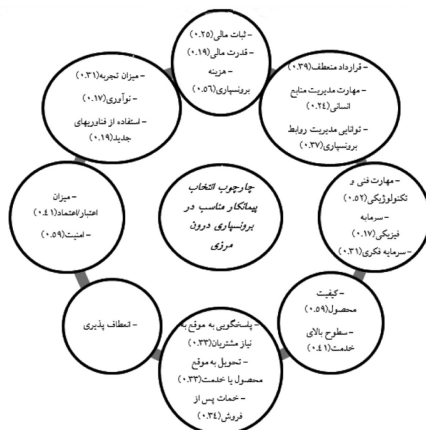 - ثبات مالی(۰.۲۵)
- قدرت مالی(۰.۱۹)
- هزینه
برونسپاری(۰.۵۶)
- قرارداد منعطف(۰.۳۹)
- مهارت مدیریت منابع
انسانی(۰.۲۴)
- توانایی مدیریت روابط
برونسپاری(۰.۳۷)
- مهارت فنی و
تکنولوژیکی(۰.۵۲)
- سرمایه
فیزیکی(۰.۱۷)
- سرمایه فکری(۰.۳۱)
- کیفیت
محصول(۰.۵۹)
- سطوح بالای
خدمت(۰.۴۱)
- پاسخگویی به موقع به
نیاز مشتریان(۰.۳۳)
- تحویل به موقع
محصول یا خدمت(۰.۳۳)
- خمات پس از
فروش(۰.۳۴)
- انعطاف پذیری
- میزان
اعتبار/اعتماد(۰.۴۱)
- امنیت(۰.۵۹)
- میزان تجربه(۰.۳۱)
- نوآوری(۰.۱۷)
- استفاده از فناوریهای
جدید(۰.۱۹)
چارچوب انتخاب
پیمانکار مناسب در
برونسپاری درون
مرزی